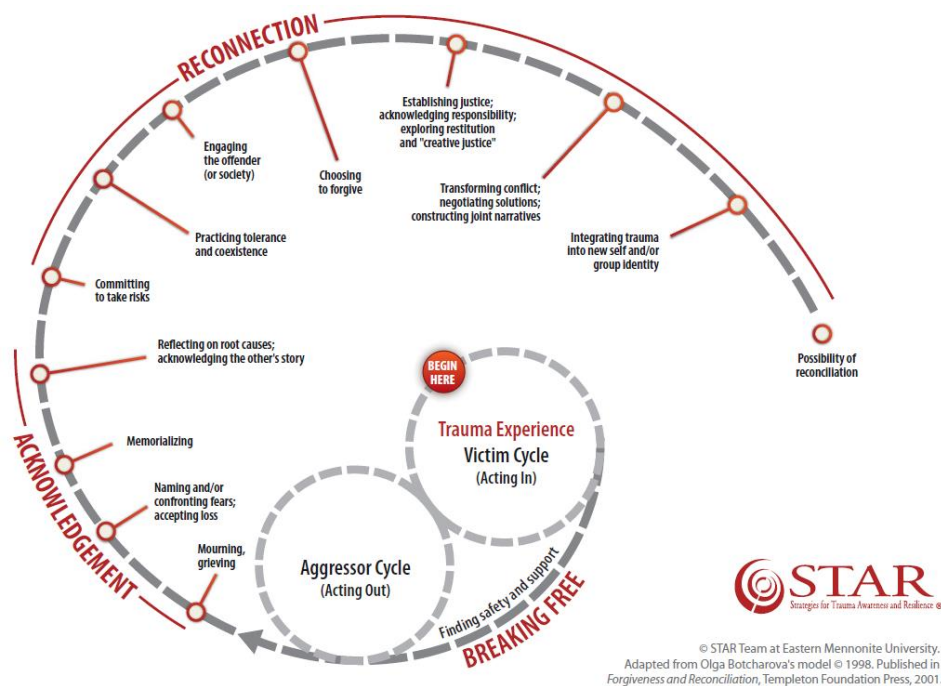 BEGIN
HERE
Trauma Experience
Victim Cycle
(Acting In)
Aggressor Cycle
(Acting Out)
Finding safety and support
BREAKING FREE
ACKNOWLEDGEMENT
Mourning,
grieving
Naming and/or
confronting fears;
accepting loss
Memorializing
Reflecting on root causes;
acknowledging the other's story
RECONNECTION
Committing
to take risks
Practicing tolerance
and coexistence
Engaging
the offender
(or society)
Choosing
to forgive
Establishing justice;
acknowledging responsibility;
exploring restitution
and "creative justice"
Transforming conflict;
negotiating solutions;
constructing joint narratives
Integrating trauma
into new self and/or
group identity
Possibility of
reconciliation
STAR
Strategies for Trauma Awareness and Resilience ®
© STAR Team at Eastern Mennonite University.
Adapted from Olga Botcharova's model © 1998. Published in
Forgiveness and Reconciliation, Templeton Foundation Press, 2001.